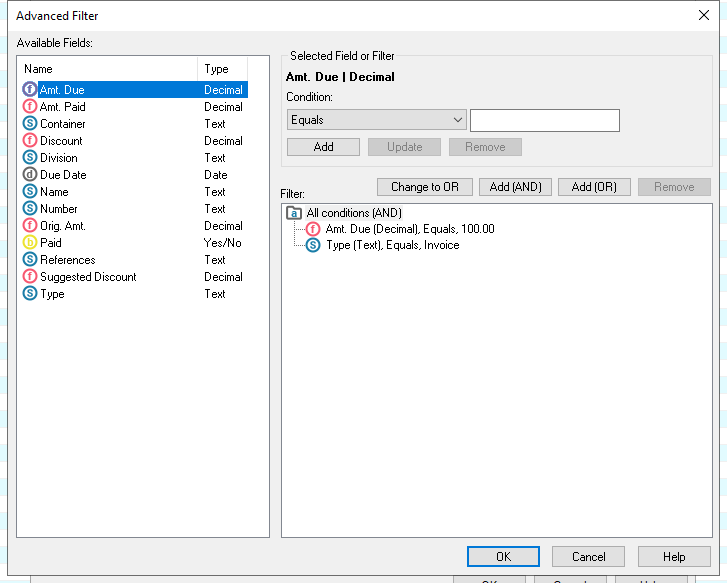 Advanced Filter
Available Fields:
Name Type
f Amt. Due Decimal
f Amt. Paid Decimal
S Container Text
f Discount Decimal
S Division Text
d Due Date Date
S Name Text
S Number Text
f Orig. Amt. Decimal
b Paid Yes/No
S References Text
f Suggested Discount Decimal
S Type Text
Selected Field or Filter
Amt. Due | Decimal
Condition:
Equals
Add Update Remove
Change to OR Add (AND) Add (OR) Remove
Filter:
a All conditions (AND)
f Amt. Due (Decimal), Equals, 100.00
S Type (Text), Equals, Invoice
OK Cancel Help